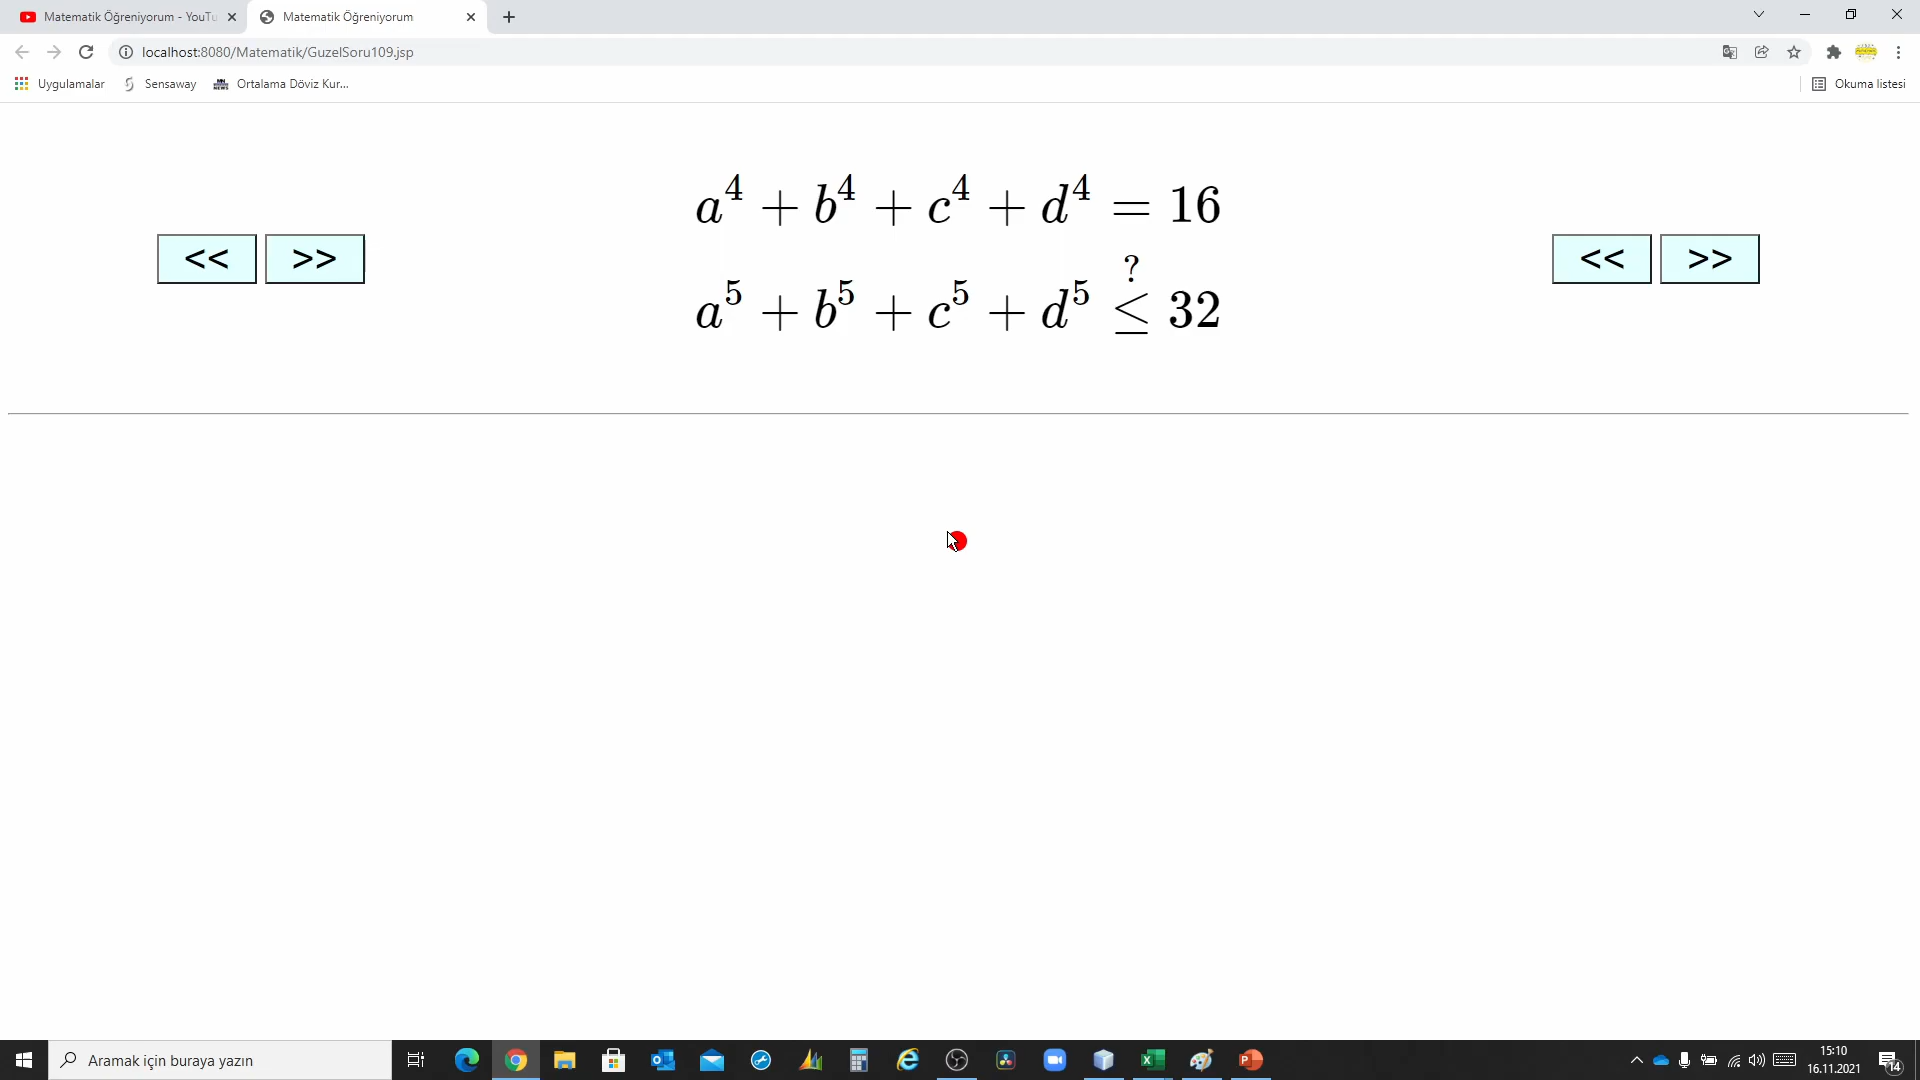 Matematik Öğreniyorum - YouTu
Matematik Öğreniyorum
localhost:8080/Matematik/GuzelSoru109.jsp
Uygulamalar
Sensaway
Ortalama Döviz Kur...
Okuma listesi
a⁴ + b⁴ + c⁴ + d⁴ = 16
<< >>
<< >>
?
a⁵ + b⁵ + c⁵ + d⁵ ≤ 32
Aramak için buraya yazın
15:10
16.11.2021
14